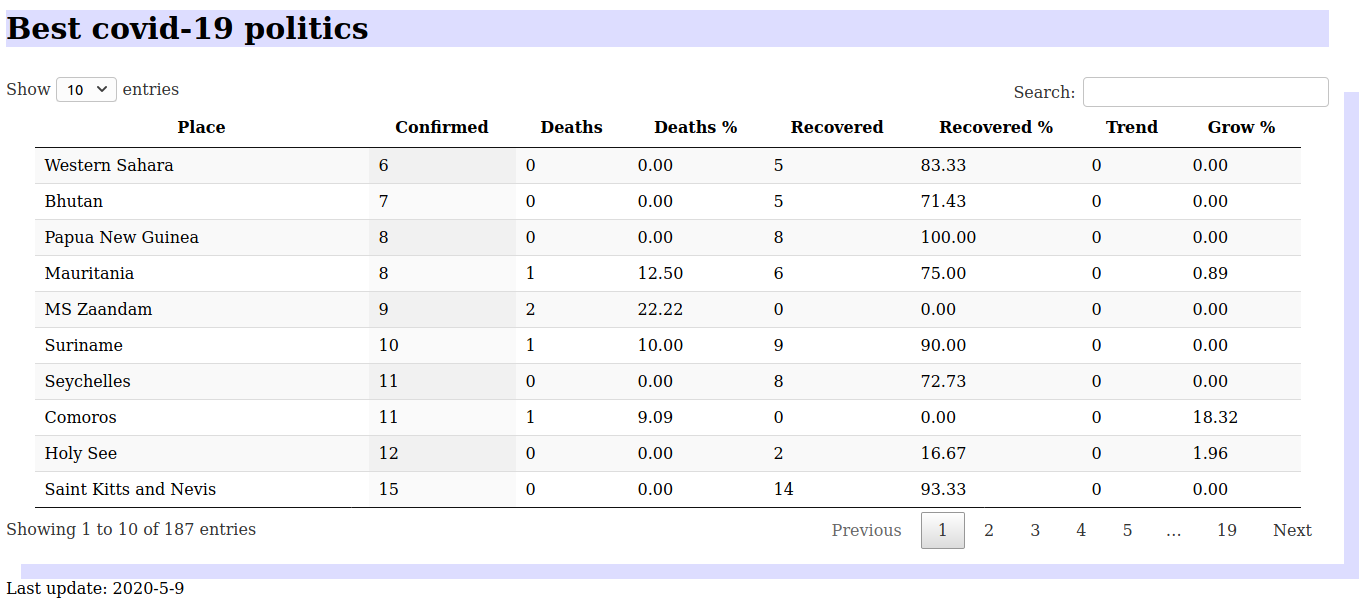 Best covid-19 politics
Show 10 entries Search:
Place Confirmed Deaths Deaths % Recovered Recovered % Trend Grow %
Western Sahara 6 0 0.00 5 83.33 0 0.00
Bhutan 7 0 0.00 5 71.43 0 0.00
Papua New Guinea 8 0 0.00 8 100.00 0 0.00
Mauritania 8 1 12.50 6 75.00 0 0.89
MS Zaandam 9 2 22.22 0 0.00 0 0.00
Suriname 10 1 10.00 9 90.00 0 0.00
Seychelles 11 0 0.00 8 72.73 0 0.00
Comoros 11 1 9.09 0 0.00 0 18.32
Holy See 12 0 0.00 2 16.67 0 1.96
Saint Kitts and Nevis 15 0 0.00 14 93.33 0 0.00
Showing 1 to 10 of 187 entries Previous 1 2 3 4 5 … 19 Next
Last update: 2020-5-9